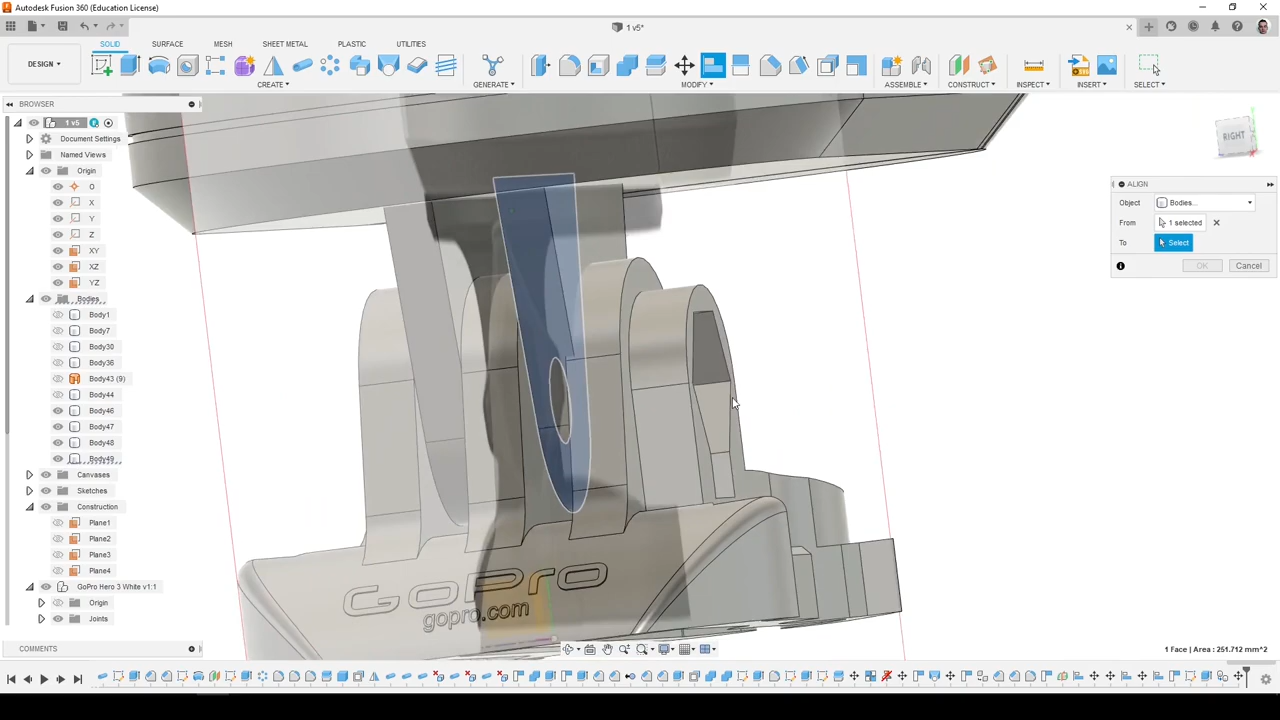 Autodesk Fusion 360 (Education License)
1 v5*
DESIGN
SOLID SURFACE MESH SHEET METAL PLASTIC UTILITIES
CREATE GENERATE MODIFY ASSEMBLE CONSTRUCT INSPECT INSERT SELECT
BROWSER
1 v5
Document Settings
Named Views
Origin
O
X
Y
Z
XY
XZ
YZ
Bodies
Body1
Body7
Body30
Body36
Body43 (9)
Body44
Body46
Body47
Body48
Body49
Canvases
Sketches
Construction
Plane1
Plane2
Plane3
Plane4
GoPro Hero 3 White v1:1
Origin
Joints
COMMENTS
RIGHT
ALIGN
Object Bodies...
From 1 selected
To Select
OK Cancel
GoPro
gopro.com
1 Face | Area : 251.712 mm^2